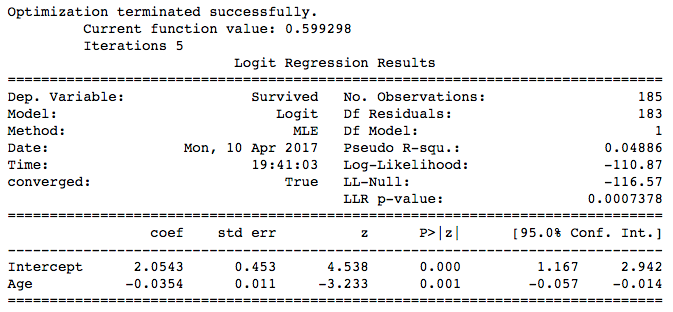 Optimization terminated successfully.
         Current function value: 0.599298
         Iterations 5
                           Logit Regression Results
==============================================================================
Dep. Variable:               Survived   No. Observations:                  185
Model:                          Logit   Df Residuals:                      183
Method:                           MLE   Df Model:                            1
Date:                Mon, 10 Apr 2017   Pseudo R-squ.:                 0.04886
Time:                        19:41:03   Log-Likelihood:                -110.87
converged:                       True   LL-Null:                       -116.57
                                        LLR p-value:                 0.0007378
==============================================================================
                 coef    std err          z      P>|z|      [95.0% Conf. Int.]
------------------------------------------------------------------------------
Intercept      2.0543      0.453      4.538      0.000         1.167     2.942
Age           -0.0354      0.011     -3.233      0.001        -0.057    -0.014
==============================================================================